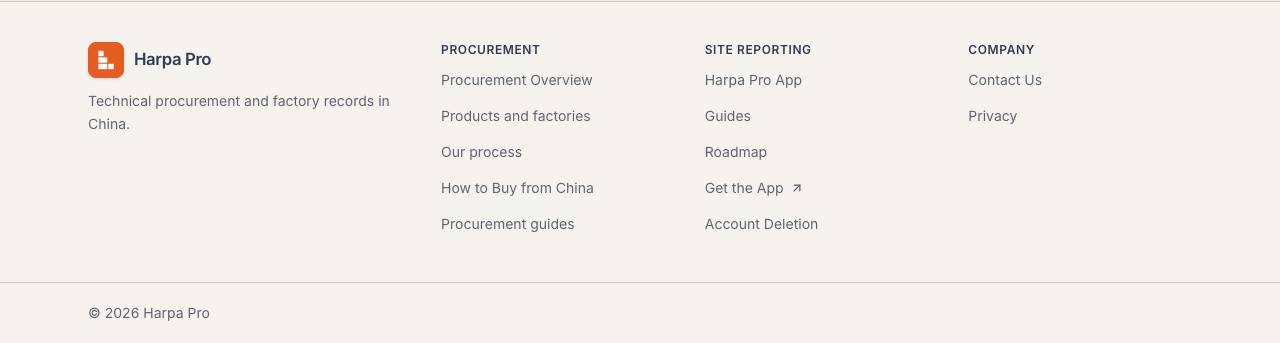 Harpa Pro
Technical procurement and factory records in
China.
PROCUREMENT
Procurement Overview
Products and factories
Our process
How to Buy from China
Procurement guides
SITE REPORTING
Harpa Pro App
Guides
Roadmap
Get the App ↗
Account Deletion
COMPANY
Contact Us
Privacy
© 2026 Harpa Pro